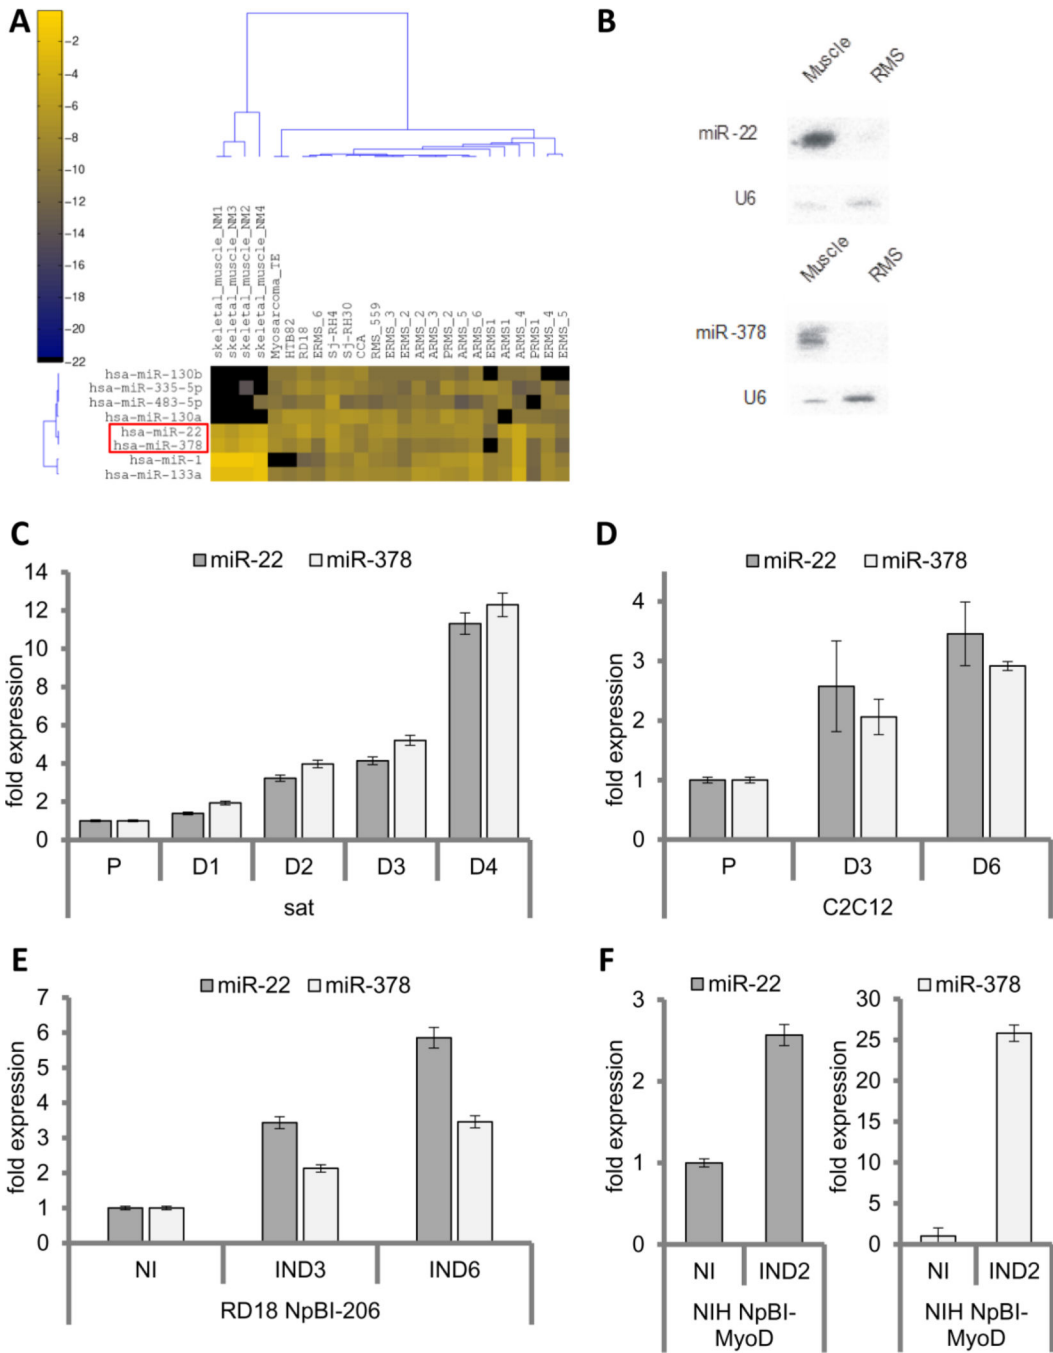 A
-2
-4
-6
-8
-10
-12
-14
-16
-18
-20
-22
skeletal_muscle_NM1
skeletal_muscle_NM3
skeletal_muscle_NM2
skeletal_muscle_NM4
Myosarcoma_TE
HTB82
RD18
ERMS_6
Sj-RH4
Sj-RH30
CCA
RMS_559
ERMS_3
ERMS_2
ARMS_2
ARMS_3
PRMS_2
ARMS_5
ARMS_6
ERMS1
ARMS1
ARMS_4
PRMS1
ERMS_4
ERMS_5
hsa-miR-130b
hsa-miR-335-5p
hsa-miR-483-5p
hsa-miR-130a
hsa-miR-22
hsa-miR-378
hsa-miR-1
hsa-miR-133a
B
Muscle RMS
miR-22
U6
Muscle RMS
miR-378
U6
C
miR-22 miR-378
fold expression
14
12
10
8
6
4
2
0
P D1 D2 D3 D4
sat
D
miR-22 miR-378
fold expression
4
3
2
1
0
P D3 D6
C2C12
E
miR-22 miR-378
fold expression
7
6
5
4
3
2
1
0
NI IND3 IND6
RD18 NpBI-206
F
miR-22
fold expression
3
2
1
0
NI IND2
NIH NpBI-
MyoD
miR-378
fold expression
30
25
20
15
10
5
0
NI IND2
NIH NpBI-
MyoD